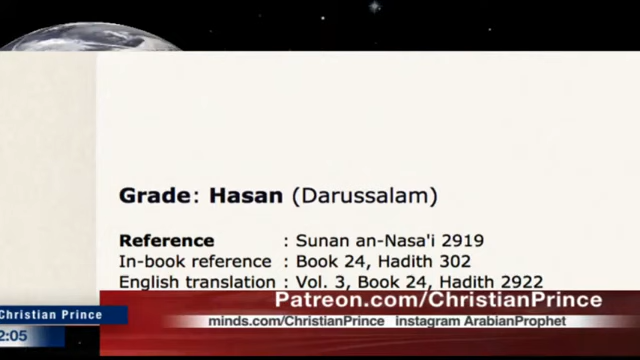 Grade: Hasan (Darussalam)
Reference : Sunan an-Nasa'i 2919
In-book reference : Book 24, Hadith 302
English translation : Vol. 3, Book 24, Hadith 2922
Patreon.com/ChristianPrince
Christian Prince
minds.com/ChristianPrince instagram ArabianProphet
2:05